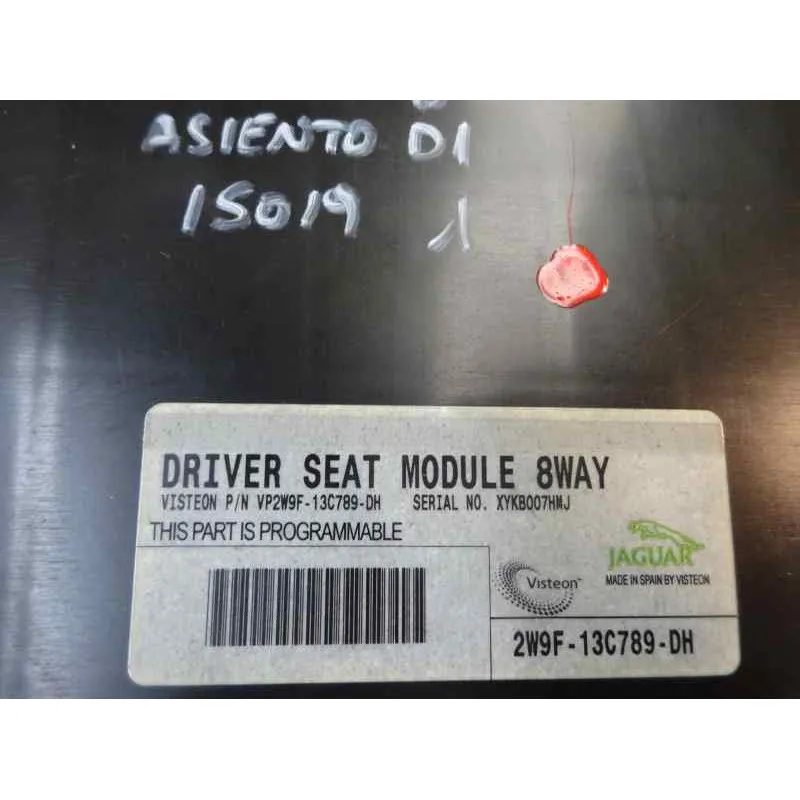 ASIENTO D1
15019 1
DRIVER SEAT MODULE 8WAY
VISTEON P/N VP2W9F-13C789-DH SERIAL NO. XYKB007HMJ
THIS PART IS PROGRAMMABLE
JAGUAR
Visteon
MADE IN SPAIN BY VISTEON
2W9F-13C789-DH